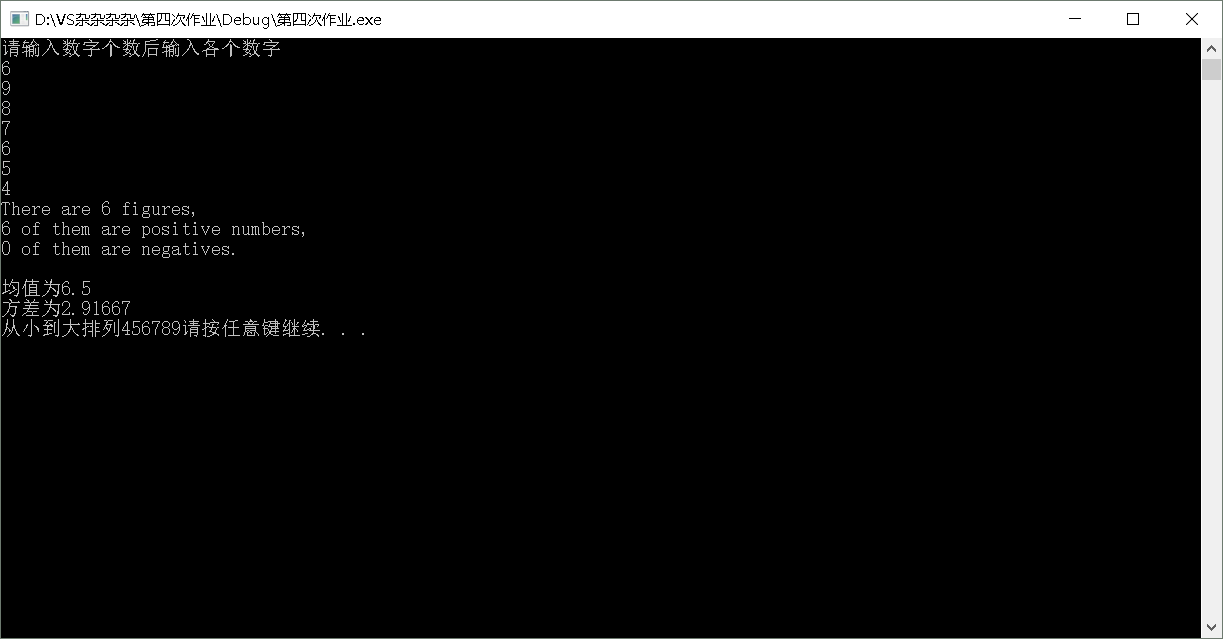 D:\VS杂杂杂杂\第四次作业\Debug\第四次作业.exe
请输入数字个数后输入各个数字
6
9
8
7
6
5
4
There are 6 figures,
6 of them are positive numbers,
0 of them are negatives.
均值为6.5
方差为2.91667
从小到大排列456789请按任意键继续. . .